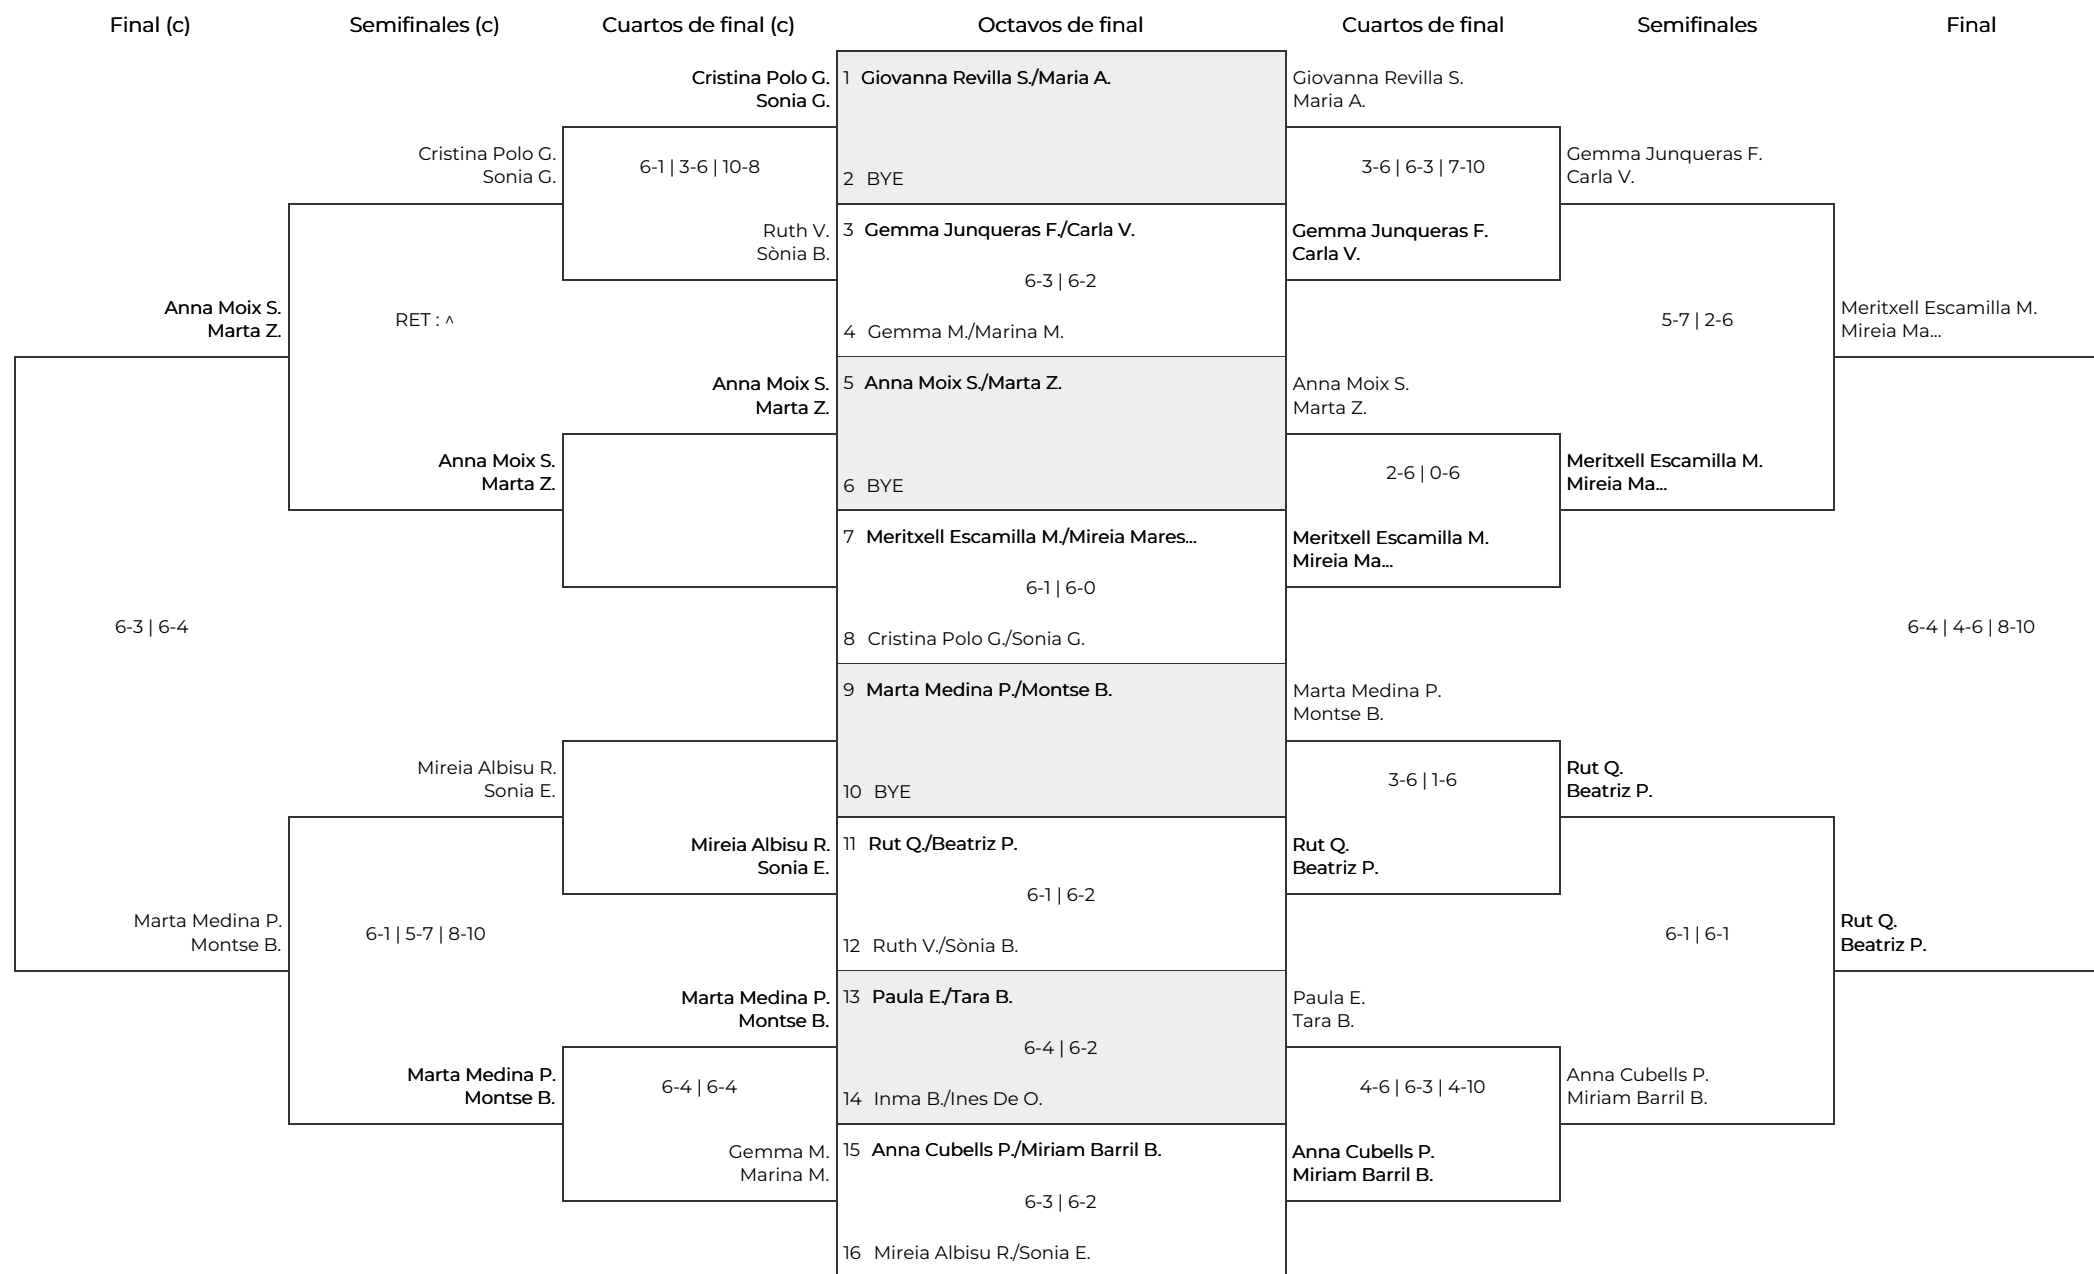 Final (c)
Semifinales (c)
Cuartos de final (c)
Octavos de final
Cuartos de final
Semifinales
Final
Anna Moix S.
Marta Z.
6-3 | 6-4
Marta Medina P.
Montse B.
Cristina Polo G.
Sonia G.
RET : ^
Anna Moix S.
Marta Z.
Mireia Albisu R.
Sonia E.
6-1 | 5-7 | 8-10
Marta Medina P.
Montse B.
Cristina Polo G.
Sonia G.
6-1 | 3-6 | 10-8
Ruth V.
Sònia B.
Anna Moix S.
Marta Z.
Mireia Albisu R.
Sonia E.
Marta Medina P.
Montse B.
6-4 | 6-4
Gemma M.
Marina M.
1 Giovanna Revilla S./Maria A.
2 BYE
3 Gemma Junqueras F./Carla V.
6-3 | 6-2
4 Gemma M./Marina M.
5 Anna Moix S./Marta Z.
6 BYE
7 Meritxell Escamilla M./Mireia Mares...
6-1 | 6-0
8 Cristina Polo G./Sonia G.
9 Marta Medina P./Montse B.
10 BYE
11 Rut Q./Beatriz P.
6-1 | 6-2
12 Ruth V./Sònia B.
13 Paula E./Tara B.
6-4 | 6-2
14 Inma B./Ines De O.
15 Anna Cubells P./Miriam Barril B.
6-3 | 6-2
16 Mireia Albisu R./Sonia E.
Giovanna Revilla S.
Maria A.
3-6 | 6-3 | 7-10
Gemma Junqueras F.
Carla V.
Anna Moix S.
Marta Z.
2-6 | 0-6
Meritxell Escamilla M.
Mireia Ma...
Marta Medina P.
Montse B.
3-6 | 1-6
Rut Q.
Beatriz P.
Paula E.
Tara B.
4-6 | 6-3 | 4-10
Anna Cubells P.
Miriam Barril B.
Gemma Junqueras F.
Carla V.
5-7 | 2-6
Meritxell Escamilla M.
Mireia Ma...
Rut Q.
Beatriz P.
6-1 | 6-1
Anna Cubells P.
Miriam Barril B.
Meritxell Escamilla M.
Mireia Ma...
6-4 | 4-6 | 8-10
Rut Q.
Beatriz P.